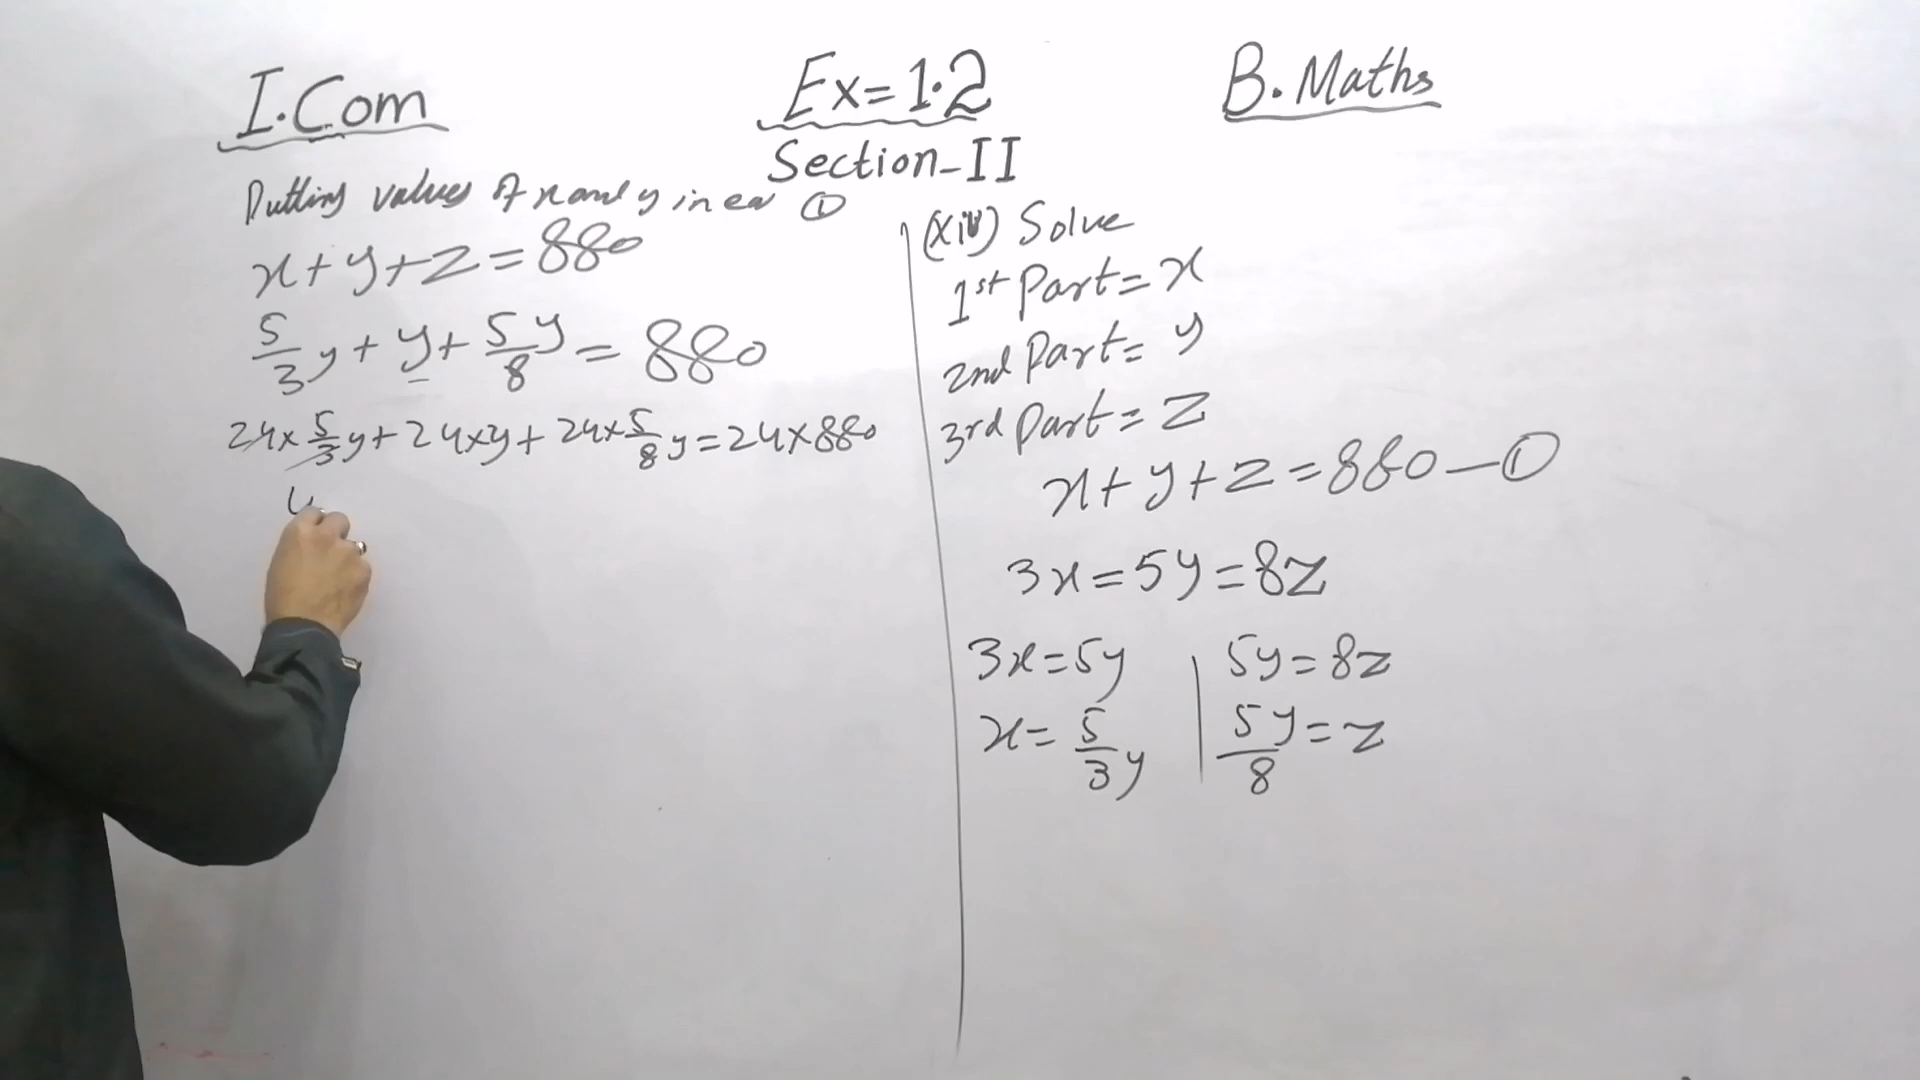 I.Com
Ex=1.2
B.Maths
Section-II
Putting values of x and y in eq ①
x+y+z=880
5/3 y + y + 5y/8 = 880
24×5/3 y + 24×y + 24×5/8 y = 24×880
4
(xiv) Solve
1st Part = x
2nd Part = y
3rd Part = z
x+y+z=880—①
3x=5y=8z
3x=5y
x=5/3 y
5y=8z
5y/8=z